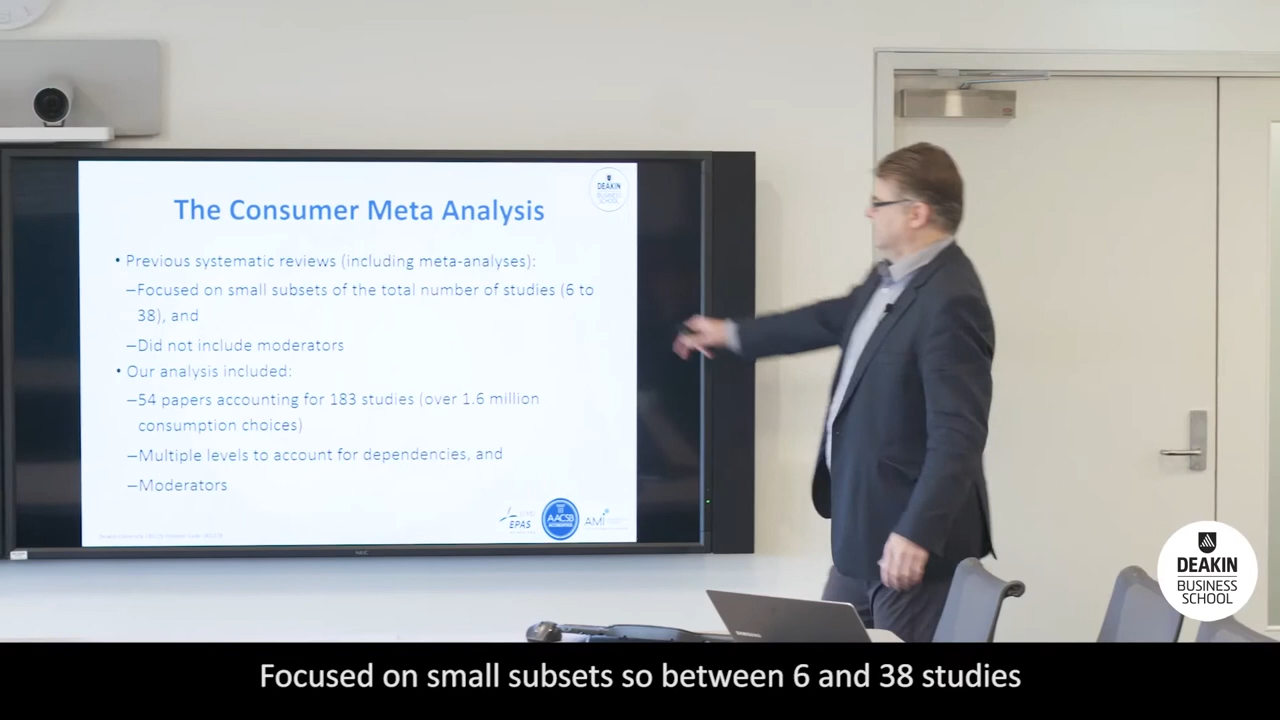 DEAKIN
BUSINESS
SCHOOL
The Consumer Meta Analysis
• Previous systematic reviews (including meta-analyses):
–Focused on small subsets of the total number of studies (6 to
38), and
–Did not include moderators
• Our analysis included:
–54 papers accounting for 183 studies (over 1.6 million
consumption choices)
–Multiple levels to account for dependencies, and
–Moderators
EPAS
AACSB
ACCREDITED
AMI
NEC
SAMSUNG
DEAKIN
BUSINESS
SCHOOL
Focused on small subsets so between 6 and 38 studies